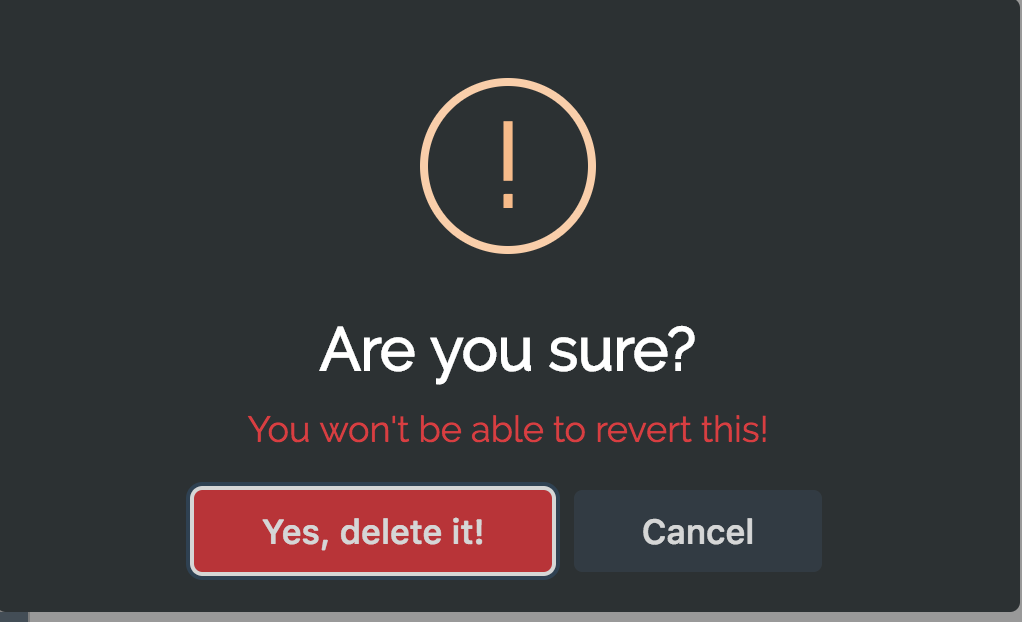 !
Are you sure?
You won't be able to revert this!
Yes, delete it!
Cancel